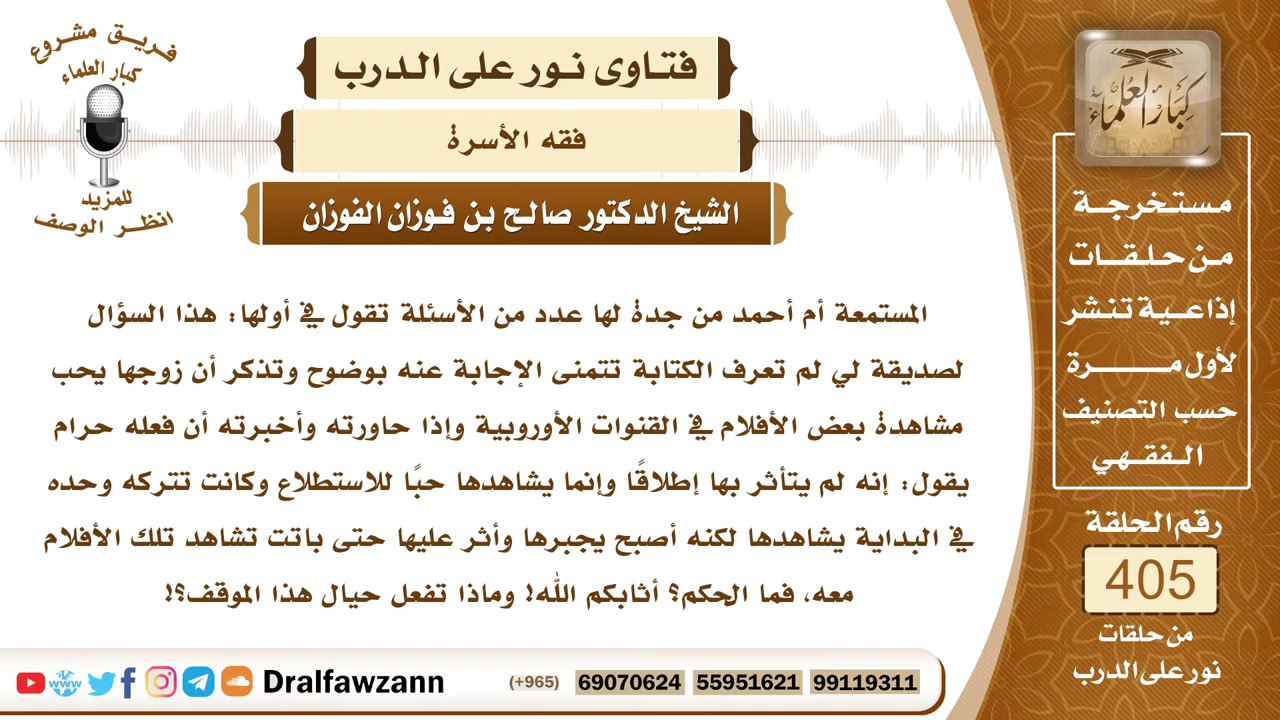 فريق مشروع
كبار العلماء
للمزيد
انظر الوصف
فتاوى نور على الدرب
فقه الأسرة
الشيخ الدكتور صالح بن فوزان الفوزان
المستمعة أم أحمد من جدة لها عدد من الأسئلة تقول في أولها: هذا السؤال
لصديقة لي لم تعرف الكتابة تتمنى الإجابة عنه بوضوح وتذكر أن زوجها يحب
مشاهدة بعض الأفلام في القنوات الأوروبية وإذا حاورته وأخبرته أن فعله حرام
يقول: إنه لم يتأثر بها إطلاقًا وإنما يشاهدها حبًا للاستطلاع وكانت تتركه وحده
في البداية يشاهدها لكنه أصبح يجبرها وأثر عليها حتى باتت تشاهد تلك الأفلام
معه، فما الحكم؟ أثابكم الله! وماذا تفعل حيال هذا الموقف؟!
كبار العلماء
مستخرجة
من حلقات
إذاعية تنشر
لأول مرة
حسب التصنيف
الفقهي
رقم الحلقة
405
من حلقات
نور على الدرب
www Dralfawzann (+965) 69070624 55951621 99119311